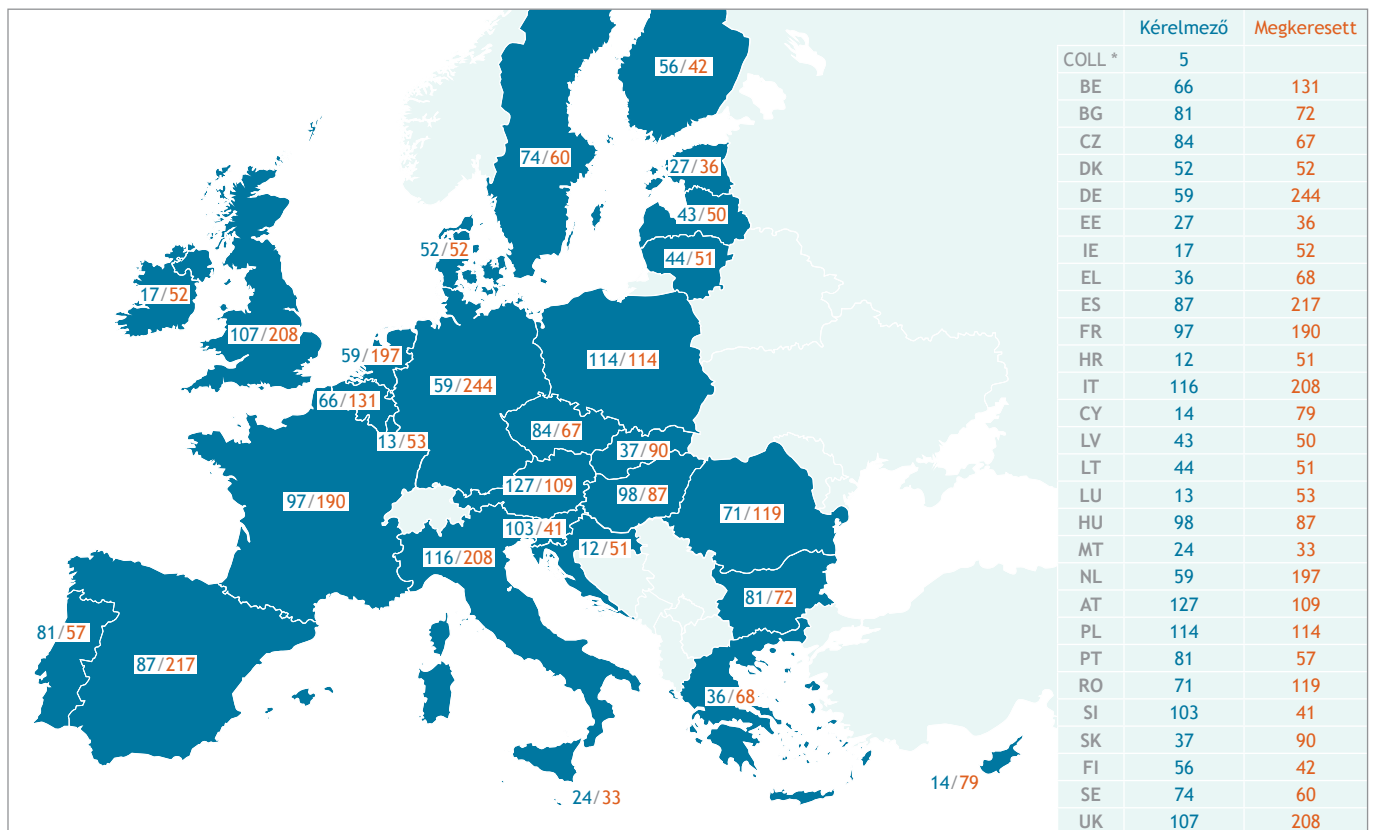 56/42
74/60
27/36
43/50
52/52
44/51
17/52
107/208
59/197
114/114
59/244
66/131
84/67
13/53
37/90
127/109
98/87
97/190
71/119
103/41
12/51
116/208
81/72
81/57
87/217
36/68
14/79
24/33
Kérelmező Megkeresett
COLL * 5
BE 66 131
BG 81 72
CZ 84 67
DK 52 52
DE 59 244
EE 27 36
IE 17 52
EL 36 68
ES 87 217
FR 97 190
HR 12 51
IT 116 208
CY 14 79
LV 43 50
LT 44 51
LU 13 53
HU 98 87
MT 24 33
NL 59 197
AT 127 109
PL 114 114
PT 81 57
RO 71 119
SI 103 41
SK 37 90
FI 56 42
SE 74 60
UK 107 208